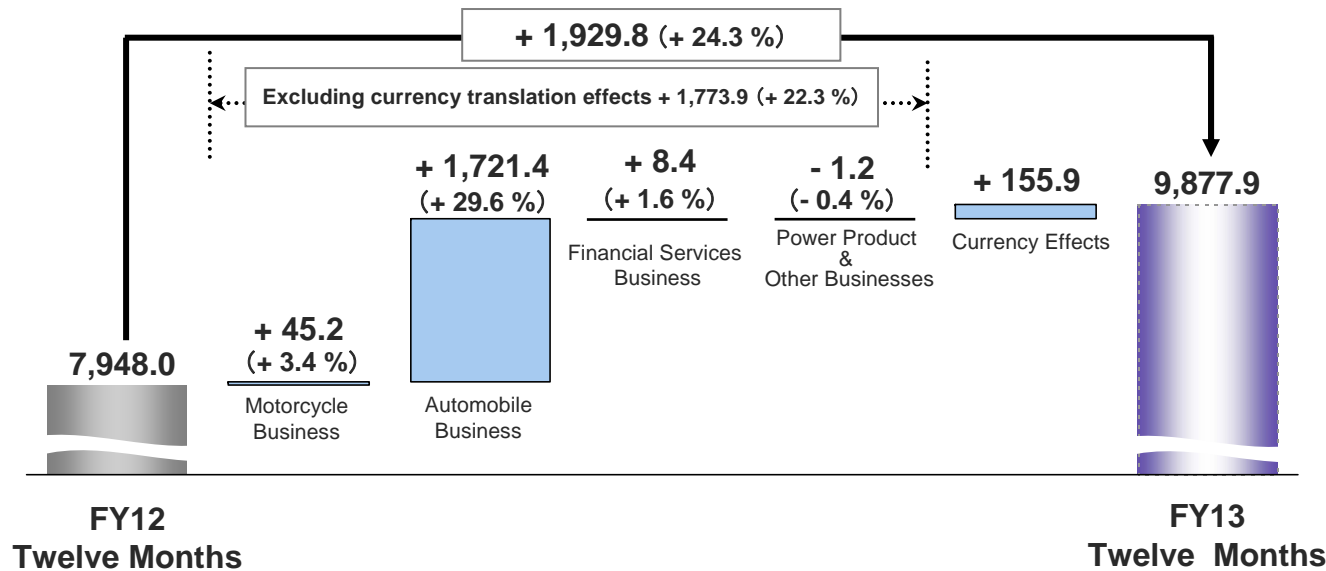 + 1,929.8 (+ 24.3 %)
Excluding currency translation effects + 1,773.9 (+ 22.3 %)
7,948.0
+ 45.2
(+ 3.4 %)
Motorcycle
Business
+ 1,721.4
(+ 29.6 %)
Automobile
Business
+ 8.4
(+ 1.6 %)
Financial Services
Business
- 1.2
(- 0.4 %)
Power Product
&
Other Businesses
+ 155.9
Currency Effects
9,877.9
FY12
Twelve Months
FY13
Twelve Months